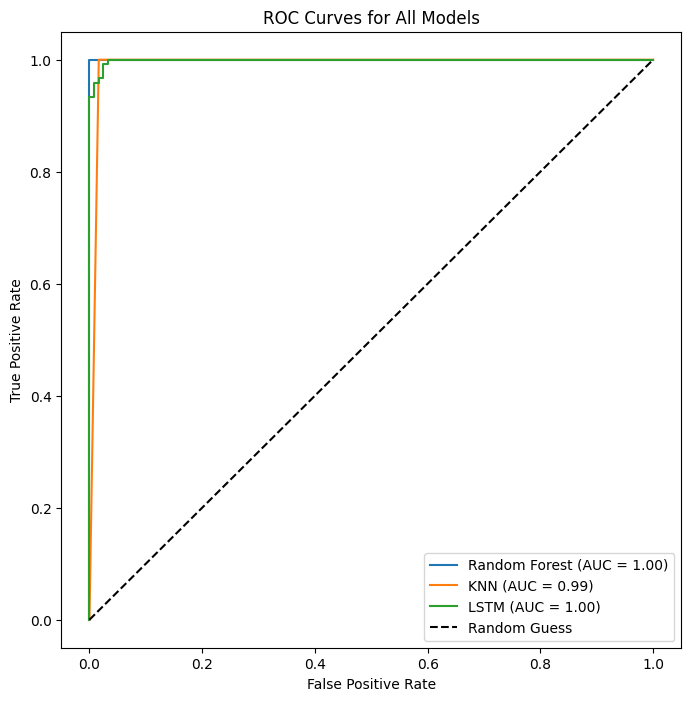 ROC Curves for All Models
True Positive Rate
1.0
0.8
0.6
0.4
0.2
0.0
Random Forest (AUC = 1.00)
KNN (AUC = 0.99)
LSTM (AUC = 1.00)
Random Guess
0.0 0.2 0.4 0.6 0.8 1.0
False Positive Rate